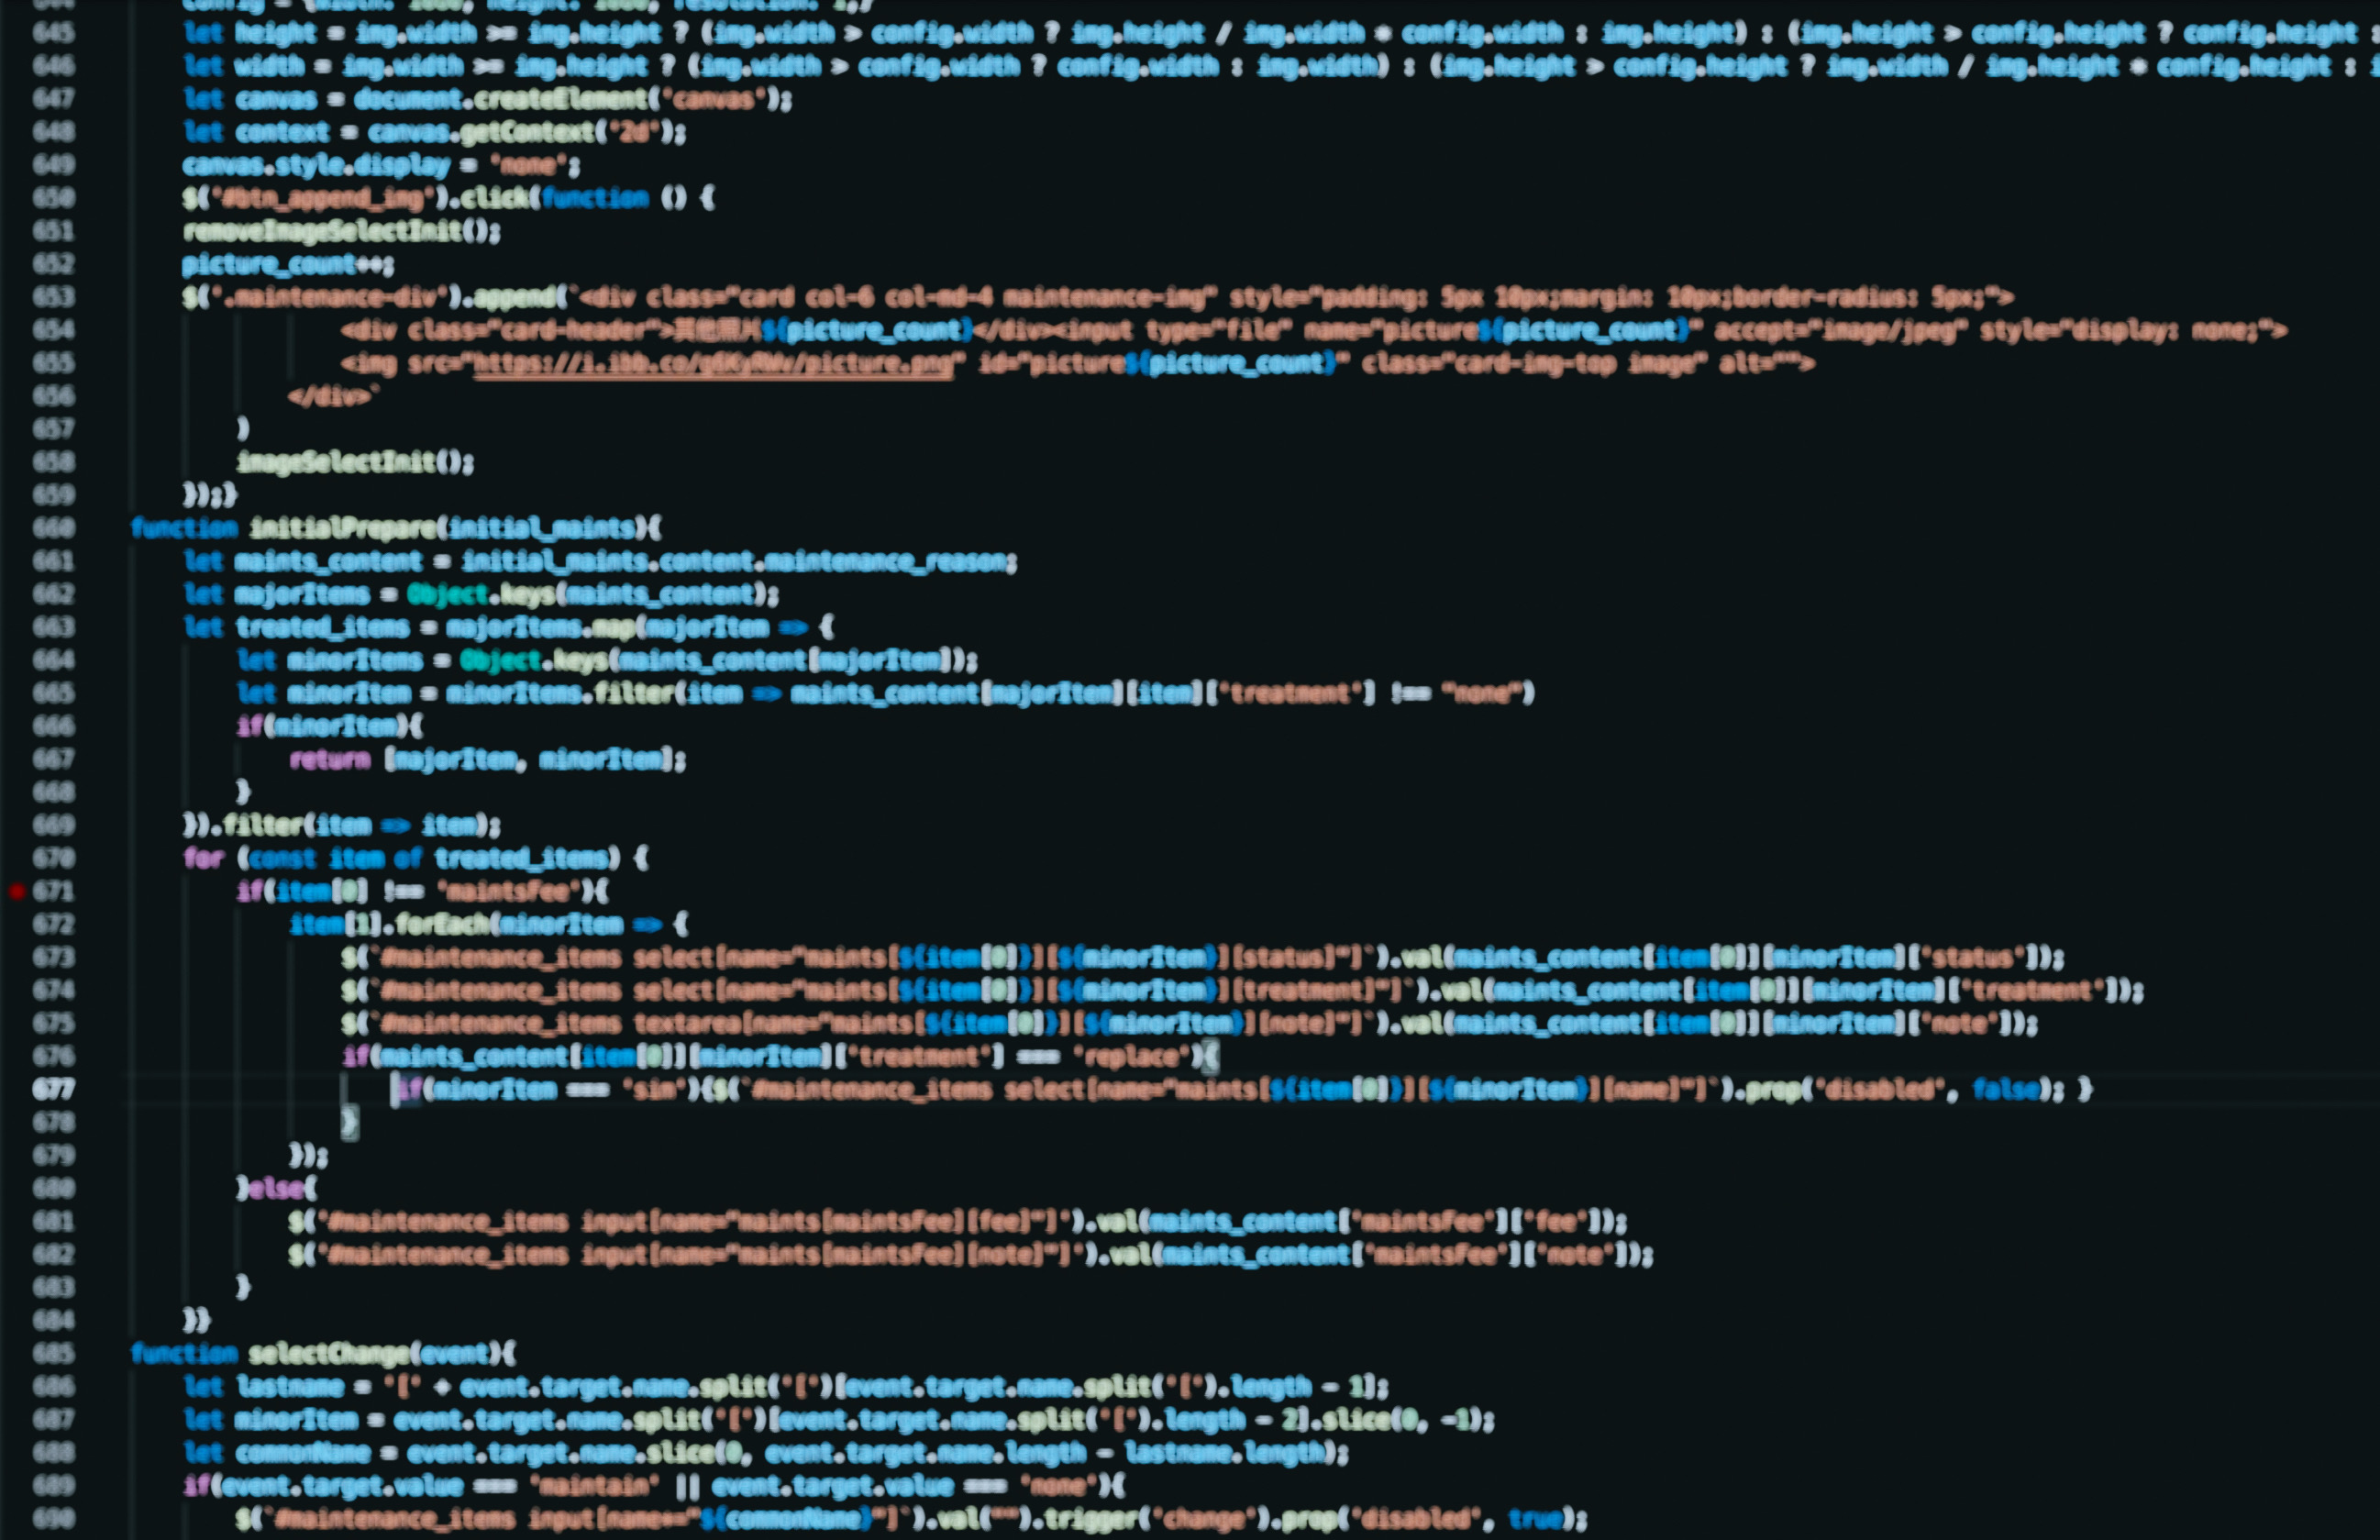 645 let height = img.width >= img.height ? (img.width > config.width ? img.height / img.width * config.width : img.height) : (img.height > config.height ? config.height :
646 let width = img.width >= img.height ? (img.width > config.width ? config.width : img.width) : (img.height > config.height ? img.width / img.height * config.height :
647 let canvas = document.createElement('canvas');
648 let context = canvas.getContext('2d');
649 canvas.style.display = 'none';
650 $('#btn_append_img').click(function () {
651 removeImageSelectInit();
652 picture_count++;
653 $('.maintenance-div').append(`<div class="card col-6 col-md-4 maintenance-img" style="padding: 5px 10px;margin: 10px;border-radius: 5px;">
654 <div class="card-header">其他照片${picture_count}</div><input type="file" name="picture${picture_count}" accept="image/jpeg" style="display: none;">
655 <img src=" id="picture${picture_count}" class="card-img-top image" alt="">
656 </div>`
657 )
658 imageSelectInit();
659 });}
660 function initialPrepare(initial_maints){
661 let maints_content = initial_maints.content.maintenance_reason;
662 let majorItems = Object.keys(maints_content);
663 let treated_items = majorItems.map(majorItem => {
664 let minorItems = Object.keys(maints_content[majorItem]);
665 let minorItem = minorItems.filter(item => maints_content[majorItem][item]["treatment"] !== "none")
666 if(minorItem){
667 return [majorItem, minorItem];
668 }
669 }).filter(item => item);
670 for (const item of treated_items) {
671 if(item[0] !== 'maintsFee'){
672 item[1].forEach(minorItem => {
673 $(`#maintenance_items select[name="maints[${item[0]}][${minorItem}][status]"]`).val(maints_content[item[0]][minorItem]['status']);
674 $(`#maintenance_items select[name="maints[${item[0]}][${minorItem}][treatment]"]`).val(maints_content[item[0]][minorItem]['treatment']);
675 $(`#maintenance_items textarea[name="maints[${item[0]}][${minorItem}][note]"]`).val(maints_content[item[0]][minorItem]['note']);
676 if(maints_content[item[0]][minorItem]['treatment'] === 'replace'){
677 if(minorItem === 'sim'){$(`#maintenance_items select[name="maints[${item[0]}][${minorItem}][name]"]`).prop('disabled', false); }
678 }
679 });
680 }else{
681 $('#maintenance_items input[name="maints[maintsFee][fee]"]').val(maints_content['maintsFee']['fee']);
682 $('#maintenance_items input[name="maints[maintsFee][note]"]').val(maints_content['maintsFee']['note']);
683 }
684 }}
685 function selectChange(event){
686 let lastname = '[' + event.target.name.split('[')[event.target.name.split('[').length - 1];
687 let minorItem = event.target.name.split('[')[event.target.name.split('[').length - 2].slice(0, -1);
688 let commonName = event.target.name.slice(0, event.target.name.length - lastname.length);
689 if(event.target.value === 'maintain' || event.target.value === 'none'){
690 $(`#maintenance_items input[name*="${commonName}"]`).val("").trigger('change').prop('disabled', true);